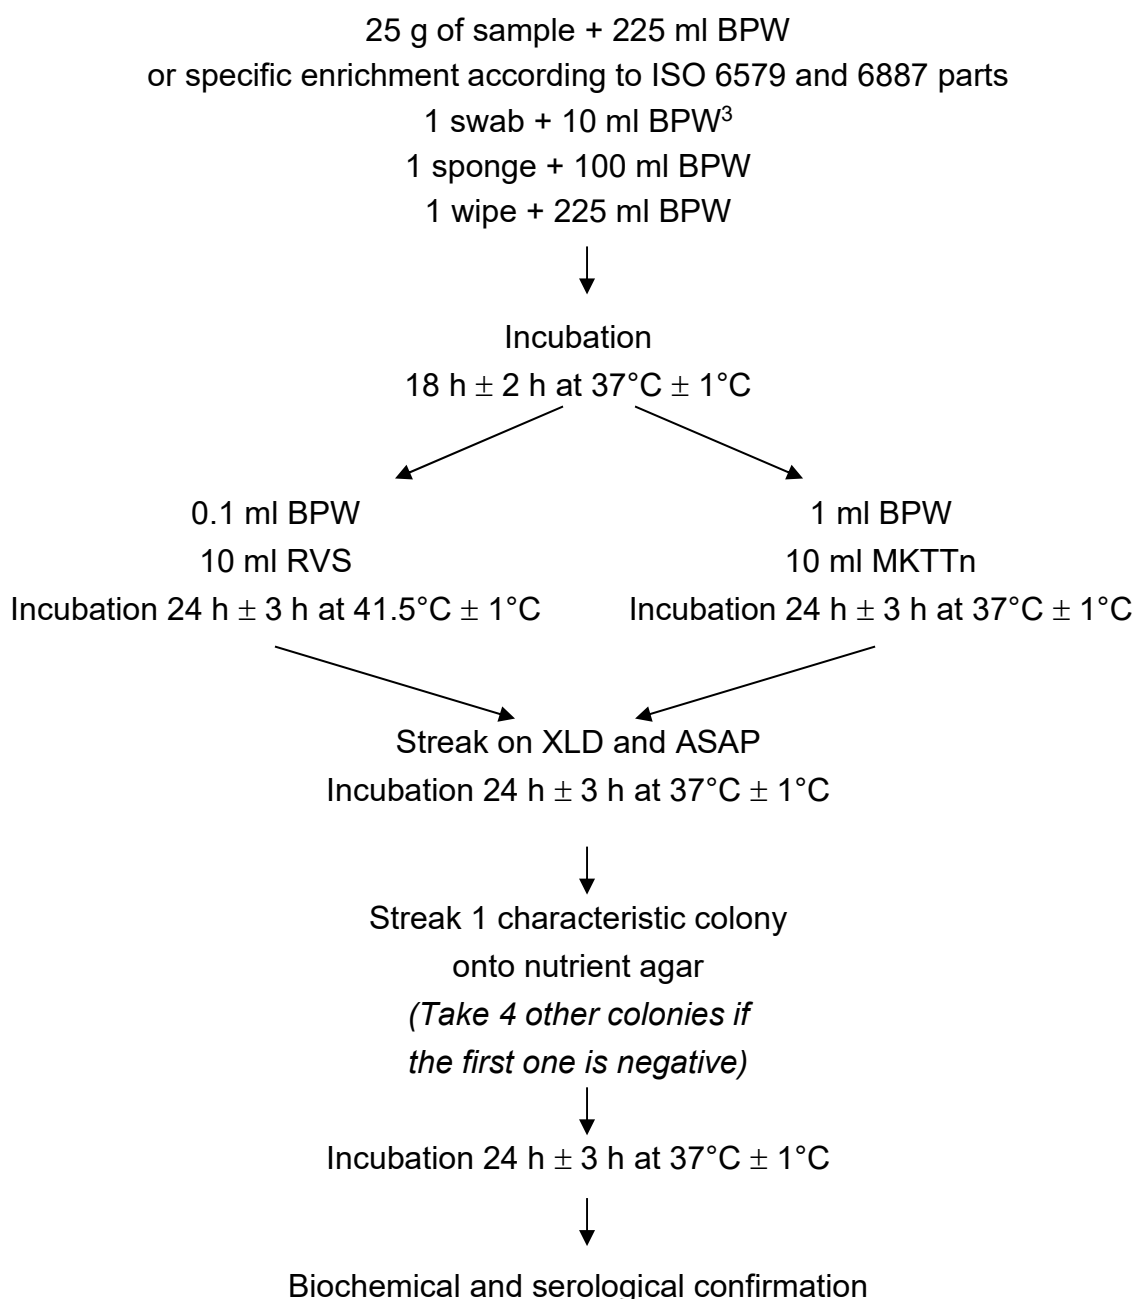 25 g of sample + 225 ml BPW
or specific enrichment according to ISO 6579 and 6887 parts
1 swab + 10 ml BPW³
1 sponge + 100 ml BPW
1 wipe + 225 ml BPW
Incubation
18 h ± 2 h at 37°C ± 1°C
0.1 ml BPW
10 ml RVS
Incubation 24 h ± 3 h at 41.5°C ± 1°C
1 ml BPW
10 ml MKTTn
Incubation 24 h ± 3 h at 37°C ± 1°C
Streak on XLD and ASAP
Incubation 24 h ± 3 h at 37°C ± 1°C
Streak 1 characteristic colony
onto nutrient agar
(Take 4 other colonies if
the first one is negative)
Incubation 24 h ± 3 h at 37°C ± 1°C
Biochemical and serological confirmation